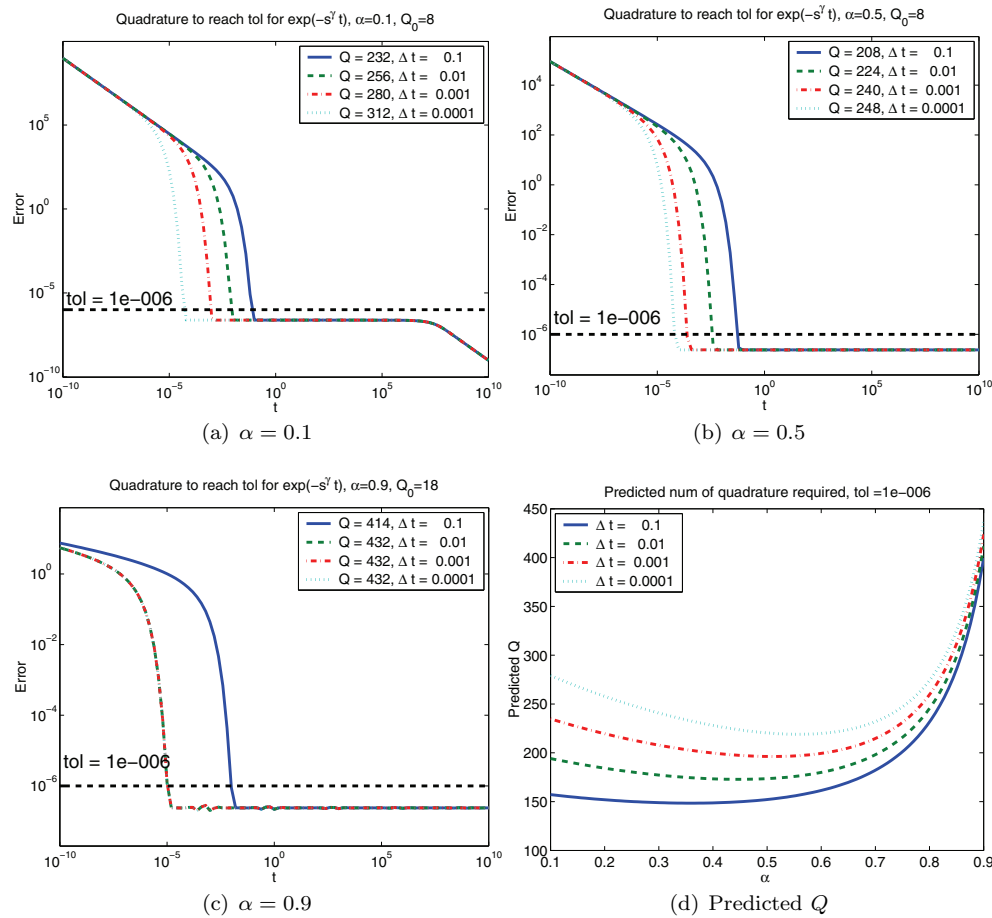 Quadrature to reach tol for exp(-s^γ t), α=0.1, Q_0=8
Q = 232, Δ t = 0.1
Q = 256, Δ t = 0.01
Q = 280, Δ t = 0.001
Q = 312, Δ t = 0.0001
Error
10^5
10^0
10^-5
10^-10
tol = 1e-006
10^-10 10^-5 10^0 10^5 10^10
t
(a) α = 0.1
Quadrature to reach tol for exp(-s^γ t), α=0.5, Q_0=8
Q = 208, Δ t = 0.1
Q = 224, Δ t = 0.01
Q = 240, Δ t = 0.001
Q = 248, Δ t = 0.0001
Error
10^4
10^2
10^0
10^-2
10^-4
10^-6
tol = 1e-006
10^-10 10^-5 10^0 10^5 10^10
t
(b) α = 0.5
Quadrature to reach tol for exp(-s^γ t), α=0.9, Q_0=18
Q = 414, Δ t = 0.1
Q = 432, Δ t = 0.01
Q = 432, Δ t = 0.001
Q = 432, Δ t = 0.0001
Error
10^0
10^-2
10^-4
10^-6
tol = 1e-006
10^-10 10^-5 10^0 10^5 10^10
t
(c) α = 0.9
Predicted num of quadrature required, tol =1e-006
Δ t = 0.1
Δ t = 0.01
Δ t = 0.001
Δ t = 0.0001
Predicted Q
450
400
350
300
250
200
150
100
0.1 0.2 0.3 0.4 0.5 0.6 0.7 0.8 0.9
α
(d) Predicted Q